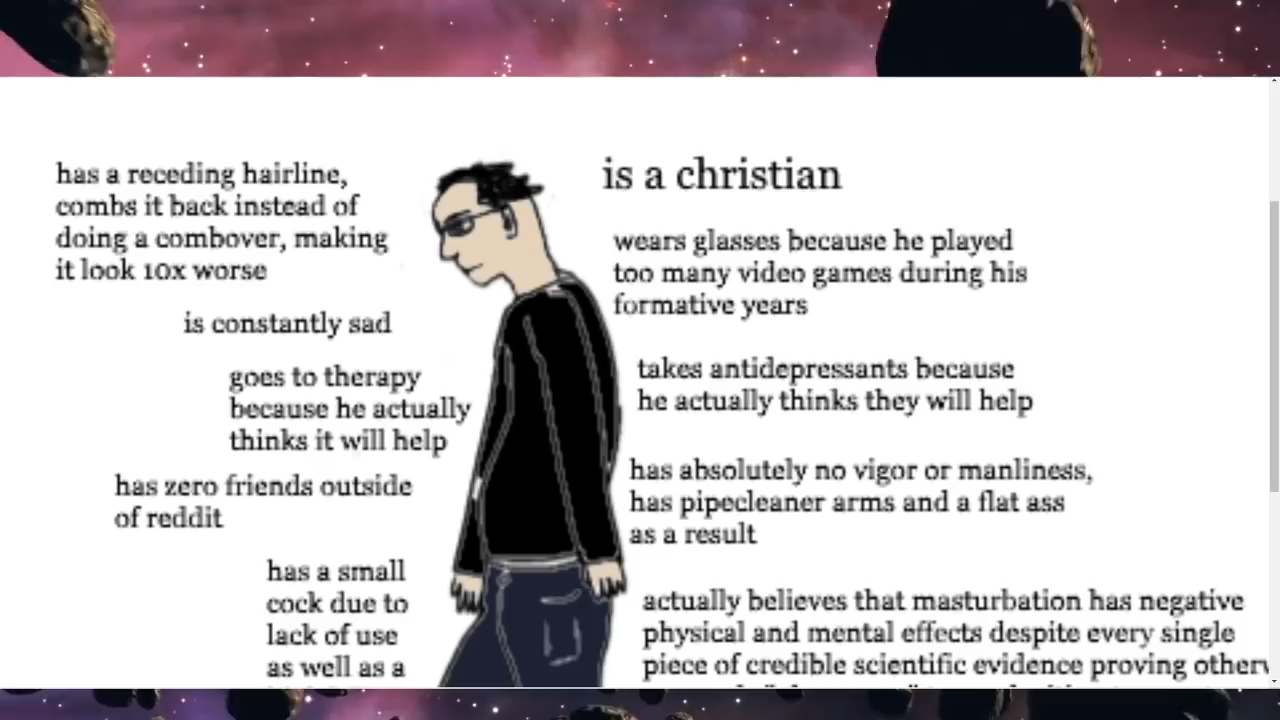 has a receding hairline,
combs it back instead of
doing a combover, making
it look 10x worse
is constantly sad
goes to therapy
because he actually
thinks it will help
has zero friends outside
of reddit
has a small
cock due to
lack of use
as well as a
is a christian
wears glasses because he played
too many video games during his
formative years
takes antidepressants because
he actually thinks they will help
has absolutely no vigor or manliness,
has pipecleaner arms and a flat ass
as a result
actually believes that masturbation has negative
physical and mental effects despite every single
piece of credible scientific evidence proving